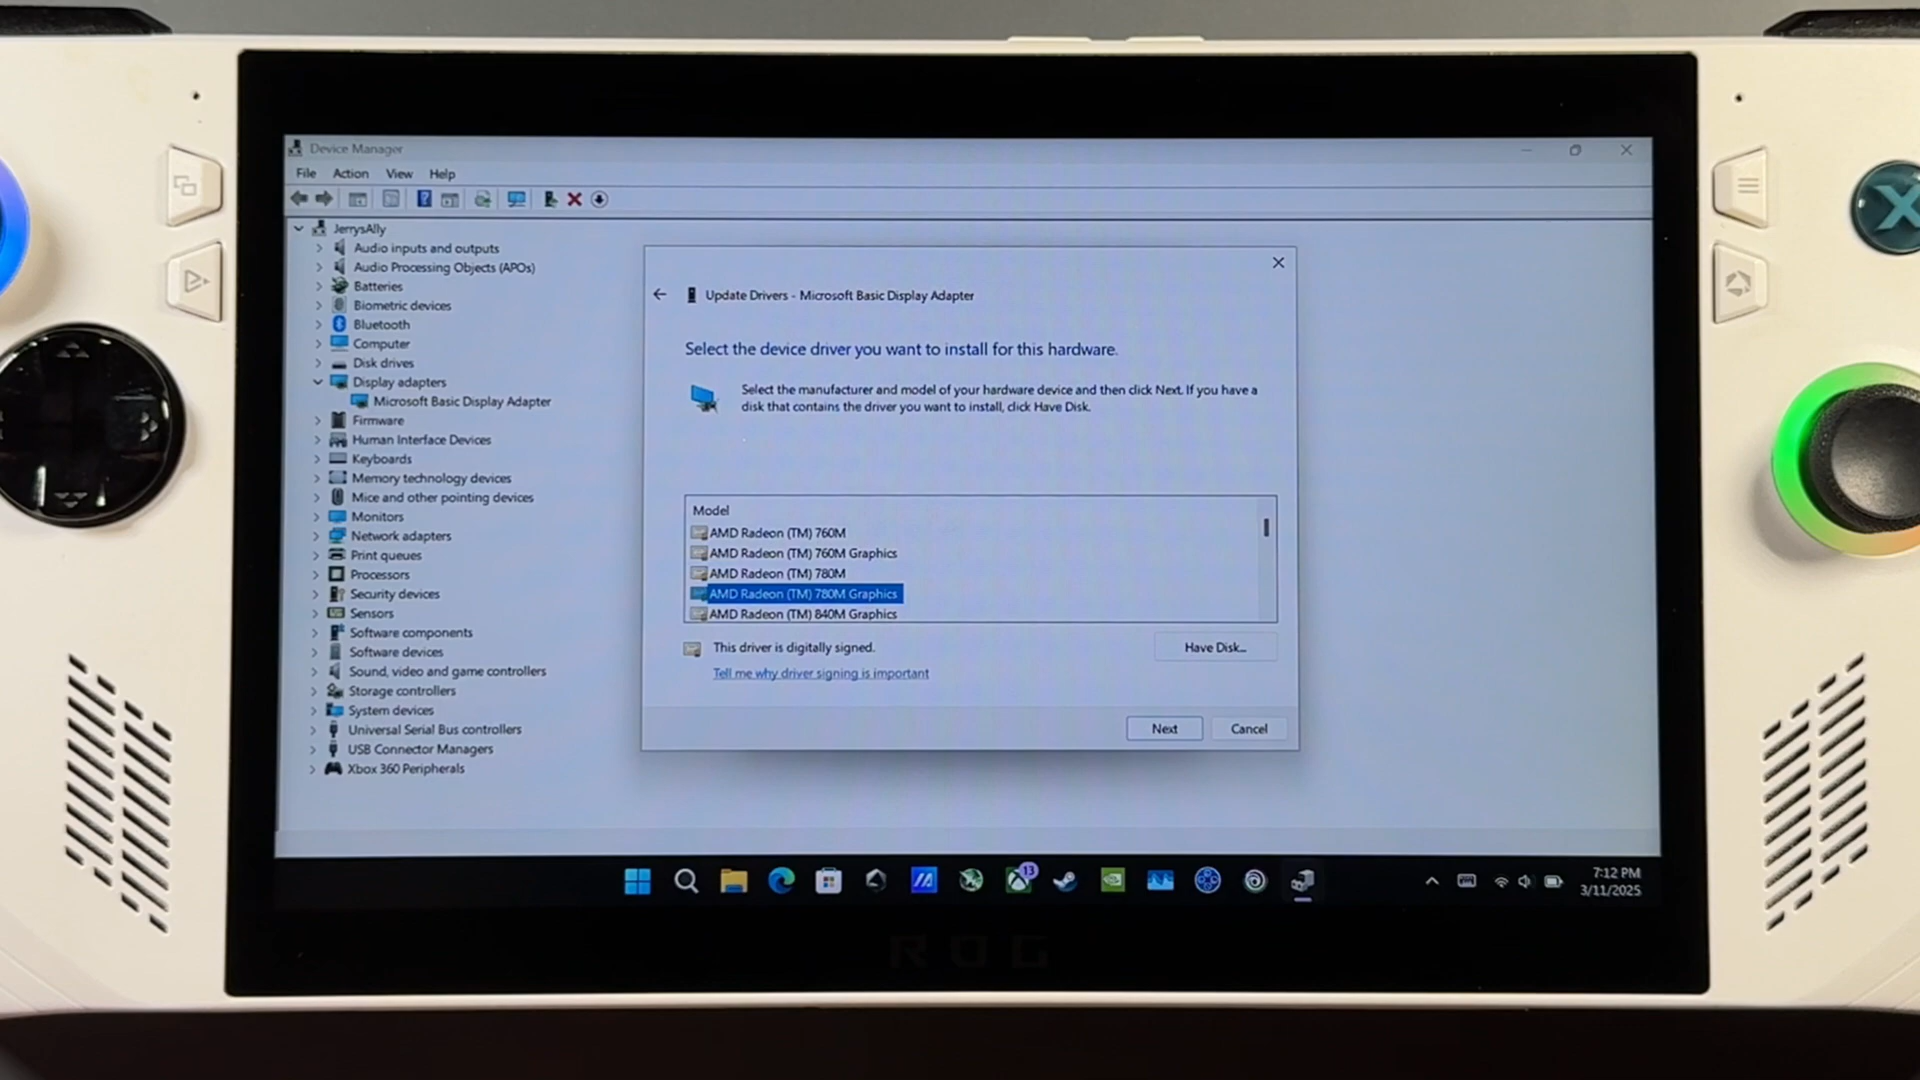 Device Manager
File Action View Help
JerrysAlly
Audio inputs and outputs
Audio Processing Objects (APOs)
Batteries
Biometric devices
Bluetooth
Computer
Disk drives
Display adapters
Microsoft Basic Display Adapter
Firmware
Human Interface Devices
Keyboards
Memory technology devices
Mice and other pointing devices
Monitors
Network adapters
Print queues
Processors
Security devices
Sensors
Software components
Software devices
Sound, video and game controllers
Storage controllers
System devices
Universal Serial Bus controllers
USB Connector Managers
Xbox 360 Peripherals
Update Drivers - Microsoft Basic Display Adapter
Select the device driver you want to install for this hardware.
Select the manufacturer and model of your hardware device and then click Next. If you have a
disk that contains the driver you want to install, click Have Disk.
Model
AMD Radeon (TM) 760M
AMD Radeon (TM) 760M Graphics
AMD Radeon (TM) 780M
AMD Radeon (TM) 780M Graphics
AMD Radeon (TM) 840M Graphics
This driver is digitally signed.
Have Disk...
Tell me why driver signing is important
Next
Cancel
13
7:12 PM
3/11/2025
ROG
X